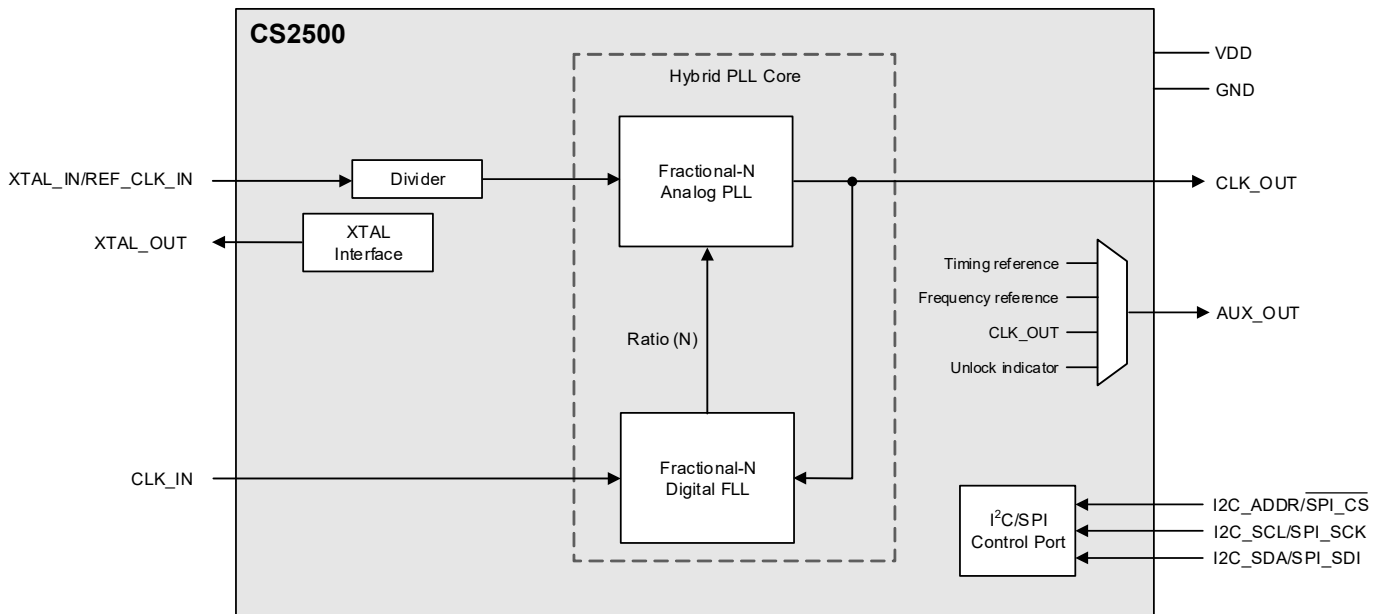 CS2500
Hybrid PLL Core
VDD
GND
XTAL_IN/REF_CLK_IN
Divider
Fractional-N
Analog PLL
CLK_OUT
XTAL_OUT
XTAL
Interface
Timing reference
Frequency reference
CLK_OUT
Unlock indicator
AUX_OUT
Ratio (N)
CLK_IN
Fractional-N
Digital FLL
I²C/SPI
Control Port
I2C_ADDR/SPI_CS
I2C_SCL/SPI_SCK
I2C_SDA/SPI_SDI